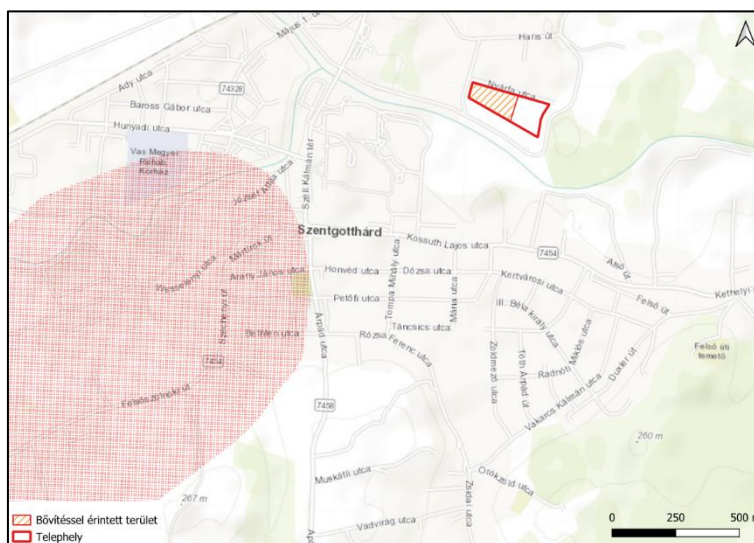 Május 1. út
Haris út
Ady utca
74328
Nyárfa utca
Baross Gábor utca
Hunyadi utca
Vas Megyei
Rehab.
Kórház
József Attila utca
Széll Kálmán tér
Szentgotthárd
Kossuth Lajos utca
7454
Alsó út
Mártírok út
Wesselényi utca
Arany János utca
Honvéd utca
Dózsa utca
Kertvárosi utca
Felső út
Kethelyi út
Széchenyi út
Petőfi utca
Tompa Mihály utca
Mária utca
III. Béla király utca
Bethlen utca
Árpád utca
Táncsics utca
Rózsa Ferenc utca
Zöldmező utca
Tóth Árpád út
Miklós utca
Radnóti
Duxler út
Felső úti
temető
7454
Felsőszölnöki út
7458
Vakarcs Kálmán utca
260 m
Muskátli utca
Ötökzöld utca
267 m
Zsidai utca
Vadvirág utca
Bővítéssel érintett terület
Telephely
0 250 500 m